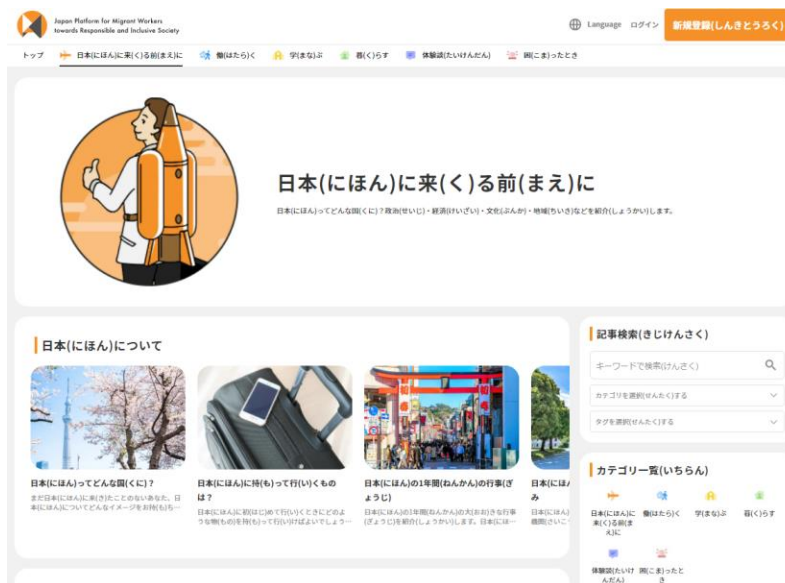 Japan Platform for Migrant Workers
towards Responsible and Inclusive Society
Language ログイン 新規登録(しんきとうろく)
トップ 日本(にほん)に来(く)る前(まえ)に 働(はたら)く 学(まな)ぶ 暮(く)らす 体験談(たいけんだん) 困(こま)ったとき
日本(にほん)に来(く)る前(まえ)に
日本(にほん)ってどんな国(くに)？政治(せいじ)・経済(けいざい)・文化(ぶんか)・地域(ちいき)などを紹介(しょうかい)します。
日本(にほん)について
日本(にほん)ってどんな国(くに)？
まだ日本(にほん)に来(き)たことのないあなた、日
本(にほん)についてどんなイメージをお持(も)ち…
日本(にほん)に持(も)って行(い)くもの
は？
日本(にほん)に初(はじ)めて行(い)くときにどのよ
うな物(もの)を持(も)って行(い)けばよいでしょう…
日本(にほん)の1年間(ねんかん)の行事(ぎ
ょうじ)
日本(にほん)の1年間(ねんかん)の大(おお)きな行事
(ぎょうじ)を紹介(しょうかい)します。日本(にほ…
日本(にほ
み
日本(にほん)
機関(さいこ
記事検索(きじけんさく)
キーワードで検索(けんさく)
カテゴリを選択(せんたく)する
タグを選択(せんたく)する
カテゴリ一覧(いちらん)
日本(にほん)に
来(く)る前(ま
え)に
働(はたら)く
学(まな)ぶ
暮(く)らす
体験談(たいけ
んだん)
困(こま)ったと
き